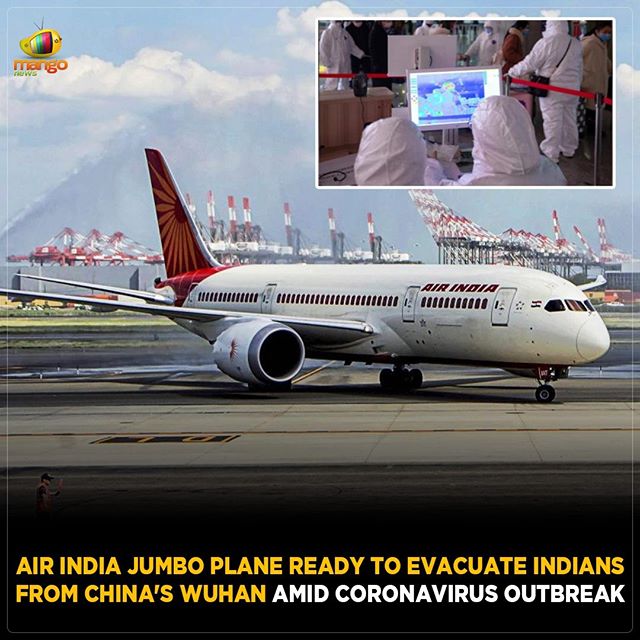 mango
news
AIR INDIA
AIR INDIA JUMBO PLANE READY TO EVACUATE INDIANS
FROM CHINA'S WUHAN AMID CORONAVIRUS OUTBREAK